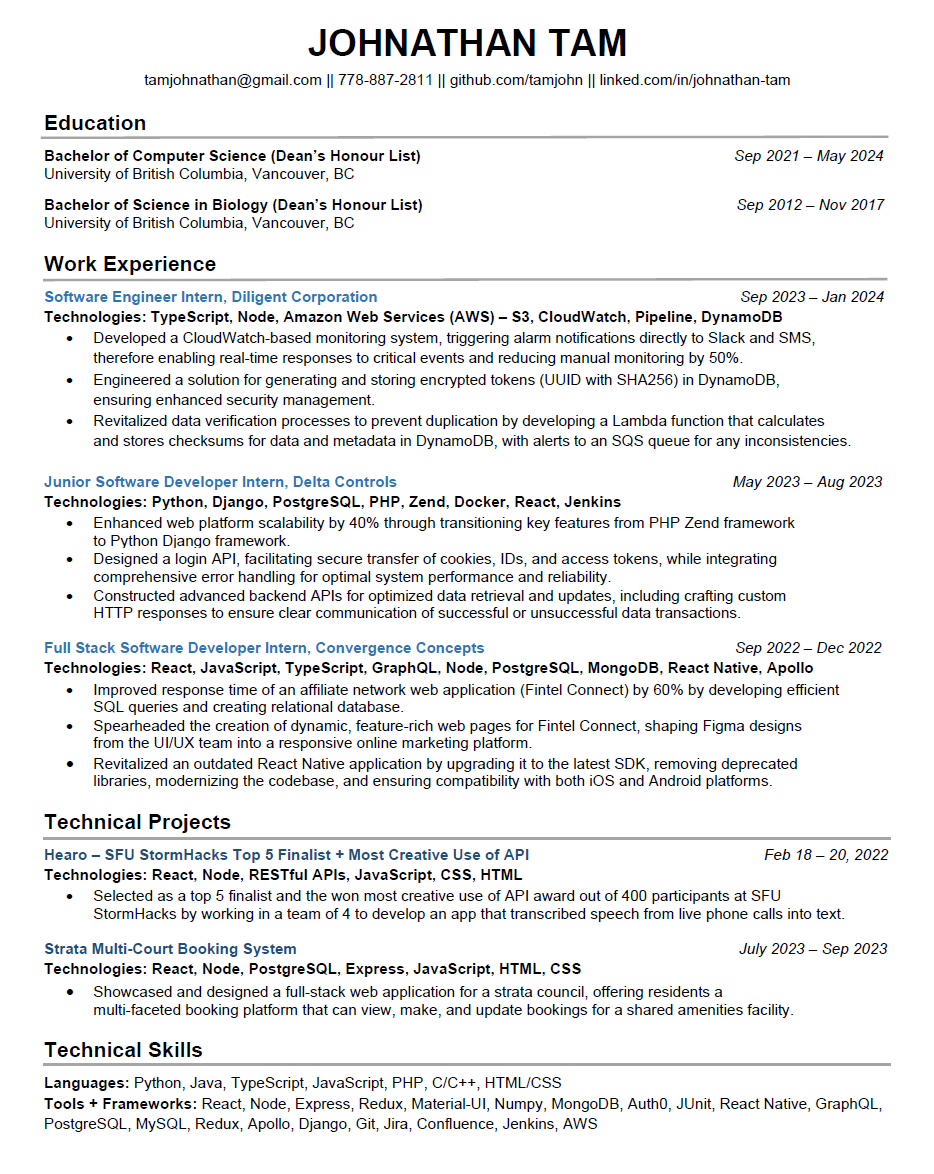 JOHNATHAN TAM
tamjohnathan@gmail.com || 778-887-2811 || github.com/tamjohn || linked.com/in/johnathan-tam
Education
Bachelor of Computer Science (Dean's Honour List) Sep 2021 – May 2024
University of British Columbia, Vancouver, BC
Bachelor of Science in Biology (Dean's Honour List) Sep 2012 – Nov 2017
University of British Columbia, Vancouver, BC
Work Experience
Software Engineer Intern, Diligent Corporation Sep 2023 – Jan 2024
Technologies: TypeScript, Node, Amazon Web Services (AWS) – S3, CloudWatch, Pipeline, DynamoDB
• Developed a CloudWatch-based monitoring system, triggering alarm notifications directly to Slack and SMS,
therefore enabling real-time responses to critical events and reducing manual monitoring by 50%.
• Engineered a solution for generating and storing encrypted tokens (UUID with SHA256) in DynamoDB,
ensuring enhanced security management.
• Revitalized data verification processes to prevent duplication by developing a Lambda function that calculates
and stores checksums for data and metadata in DynamoDB, with alerts to an SQS queue for any inconsistencies.
Junior Software Developer Intern, Delta Controls May 2023 – Aug 2023
Technologies: Python, Django, PostgreSQL, PHP, Zend, Docker, React, Jenkins
• Enhanced web platform scalability by 40% through transitioning key features from PHP Zend framework
to Python Django framework.
• Designed a login API, facilitating secure transfer of cookies, IDs, and access tokens, while integrating
comprehensive error handling for optimal system performance and reliability.
• Constructed advanced backend APIs for optimized data retrieval and updates, including crafting custom
HTTP responses to ensure clear communication of successful or unsuccessful data transactions.
Full Stack Software Developer Intern, Convergence Concepts Sep 2022 – Dec 2022
Technologies: React, JavaScript, TypeScript, GraphQL, Node, PostgreSQL, MongoDB, React Native, Apollo
• Improved response time of an affiliate network web application (Fintel Connect) by 60% by developing efficient
SQL queries and creating relational database.
• Spearheaded the creation of dynamic, feature-rich web pages for Fintel Connect, shaping Figma designs
from the UI/UX team into a responsive online marketing platform.
• Revitalized an outdated React Native application by upgrading it to the latest SDK, removing deprecated
libraries, modernizing the codebase, and ensuring compatibility with both iOS and Android platforms.
Technical Projects
Hearo – SFU StormHacks Top 5 Finalist + Most Creative Use of API Feb 18 – 20, 2022
Technologies: React, Node, RESTful APIs, JavaScript, CSS, HTML
• Selected as a top 5 finalist and the won most creative use of API award out of 400 participants at SFU
StormHacks by working in a team of 4 to develop an app that transcribed speech from live phone calls into text.
Strata Multi-Court Booking System July 2023 – Sep 2023
Technologies: React, Node, PostgreSQL, Express, JavaScript, HTML, CSS
• Showcased and designed a full-stack web application for a strata council, offering residents a
multi-faceted booking platform that can view, make, and update bookings for a shared amenities facility.
Technical Skills
Languages: Python, Java, TypeScript, JavaScript, PHP, C/C++, HTML/CSS
Tools + Frameworks: React, Node, Express, Redux, Material-UI, Numpy, MongoDB, Auth0, JUnit, React Native, GraphQL,
PostgreSQL, MySQL, Redux, Apollo, Django, Git, Jira, Confluence, Jenkins, AWS